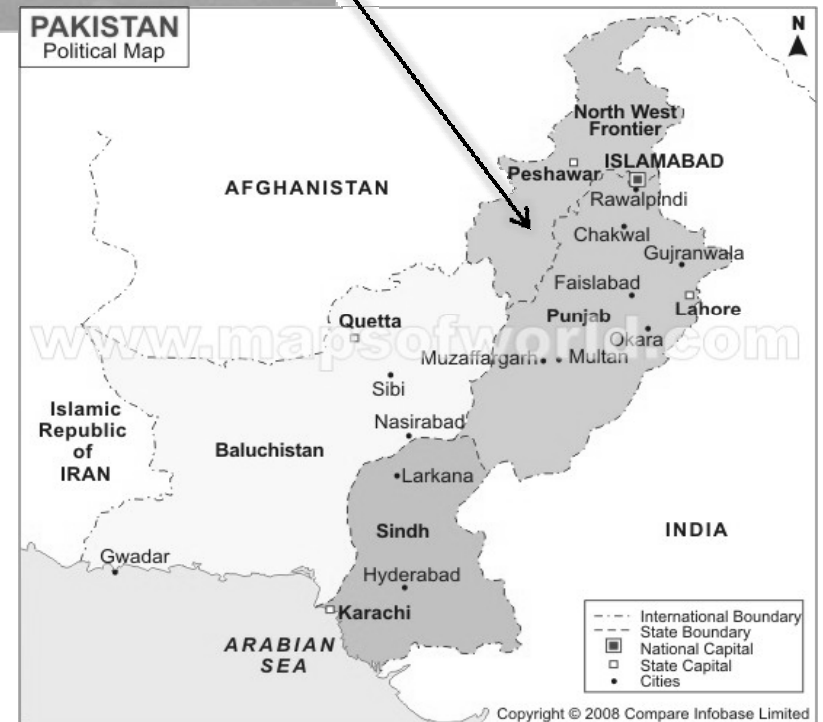 PAKISTAN
Political Map
N
North West
Frontier
ISLAMABAD
Peshawar
Rawalpindi
AFGHANISTAN
Chakwal
Gujranwala
Faislabad
Lahore
Punjab
Quetta
www.mapsofworld.com
Okara
Muzaffargarh
Multan
Sibi
Islamic
Republic
of
IRAN
Nasirabad
Baluchistan
Larkana
Sindh
INDIA
Gwadar
Hyderabad
Karachi
ARABIAN
SEA
International Boundary
State Boundary
National Capital
State Capital
Cities
Copyright © 2008 Compare Infobase Limited